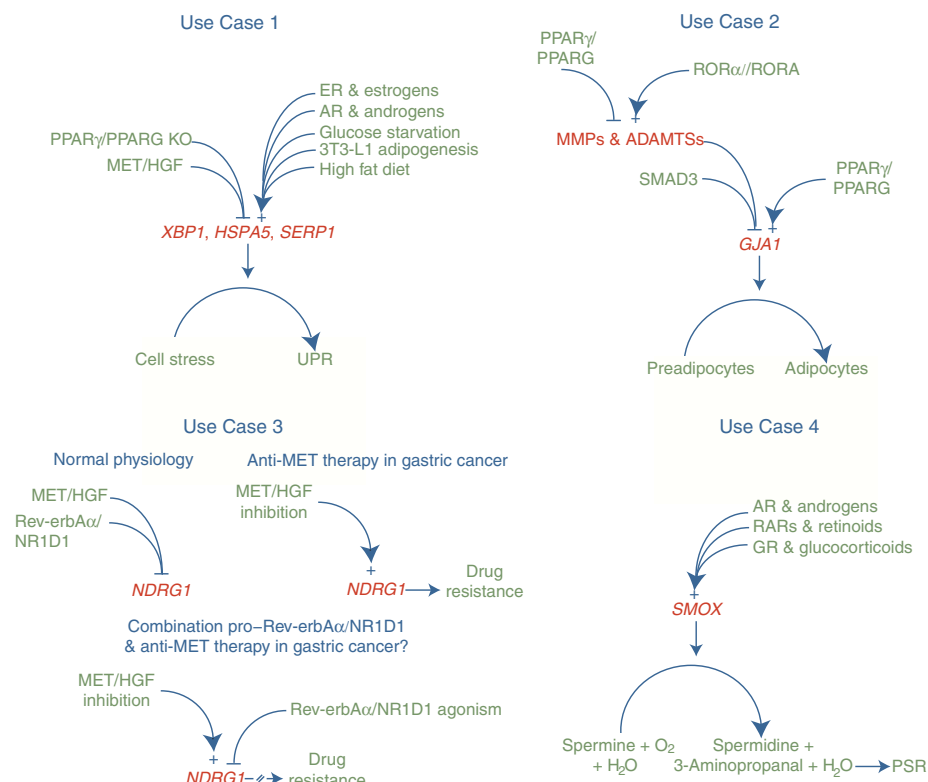 Use Case 1
ER & estrogens
AR & androgens
Glucose starvation
3T3-L1 adipogenesis
High fat diet
PPARγ/PPARG KO
MET/HGF
+
XBP1, HSPA5, SERP1
Cell stress
UPR
Use Case 2
PPARγ/
PPARG
RORα//RORA
+
MMPs & ADAMTSs
SMAD3
PPARγ/
PPARG
+
GJA1
Preadipocytes
Adipocytes
Use Case 3
Normal physiology
MET/HGF
Rev-erbAα/
NR1D1
NDRG1
Anti-MET therapy in gastric cancer
MET/HGF
inhibition
+
NDRG1
Drug
resistance
Combination pro–Rev-erbAα/NR1D1
& anti-MET therapy in gastric cancer?
MET/HGF
inhibition
Rev-erbAα/NR1D1 agonism
+
NDRG1
Drug
resistance
Use Case 4
AR & androgens
RARs & retinoids
GR & glucocorticoids
+
SMOX
Spermine + O2
+ H2O
Spermidine +
3-Aminopropanal + H2O
PSR